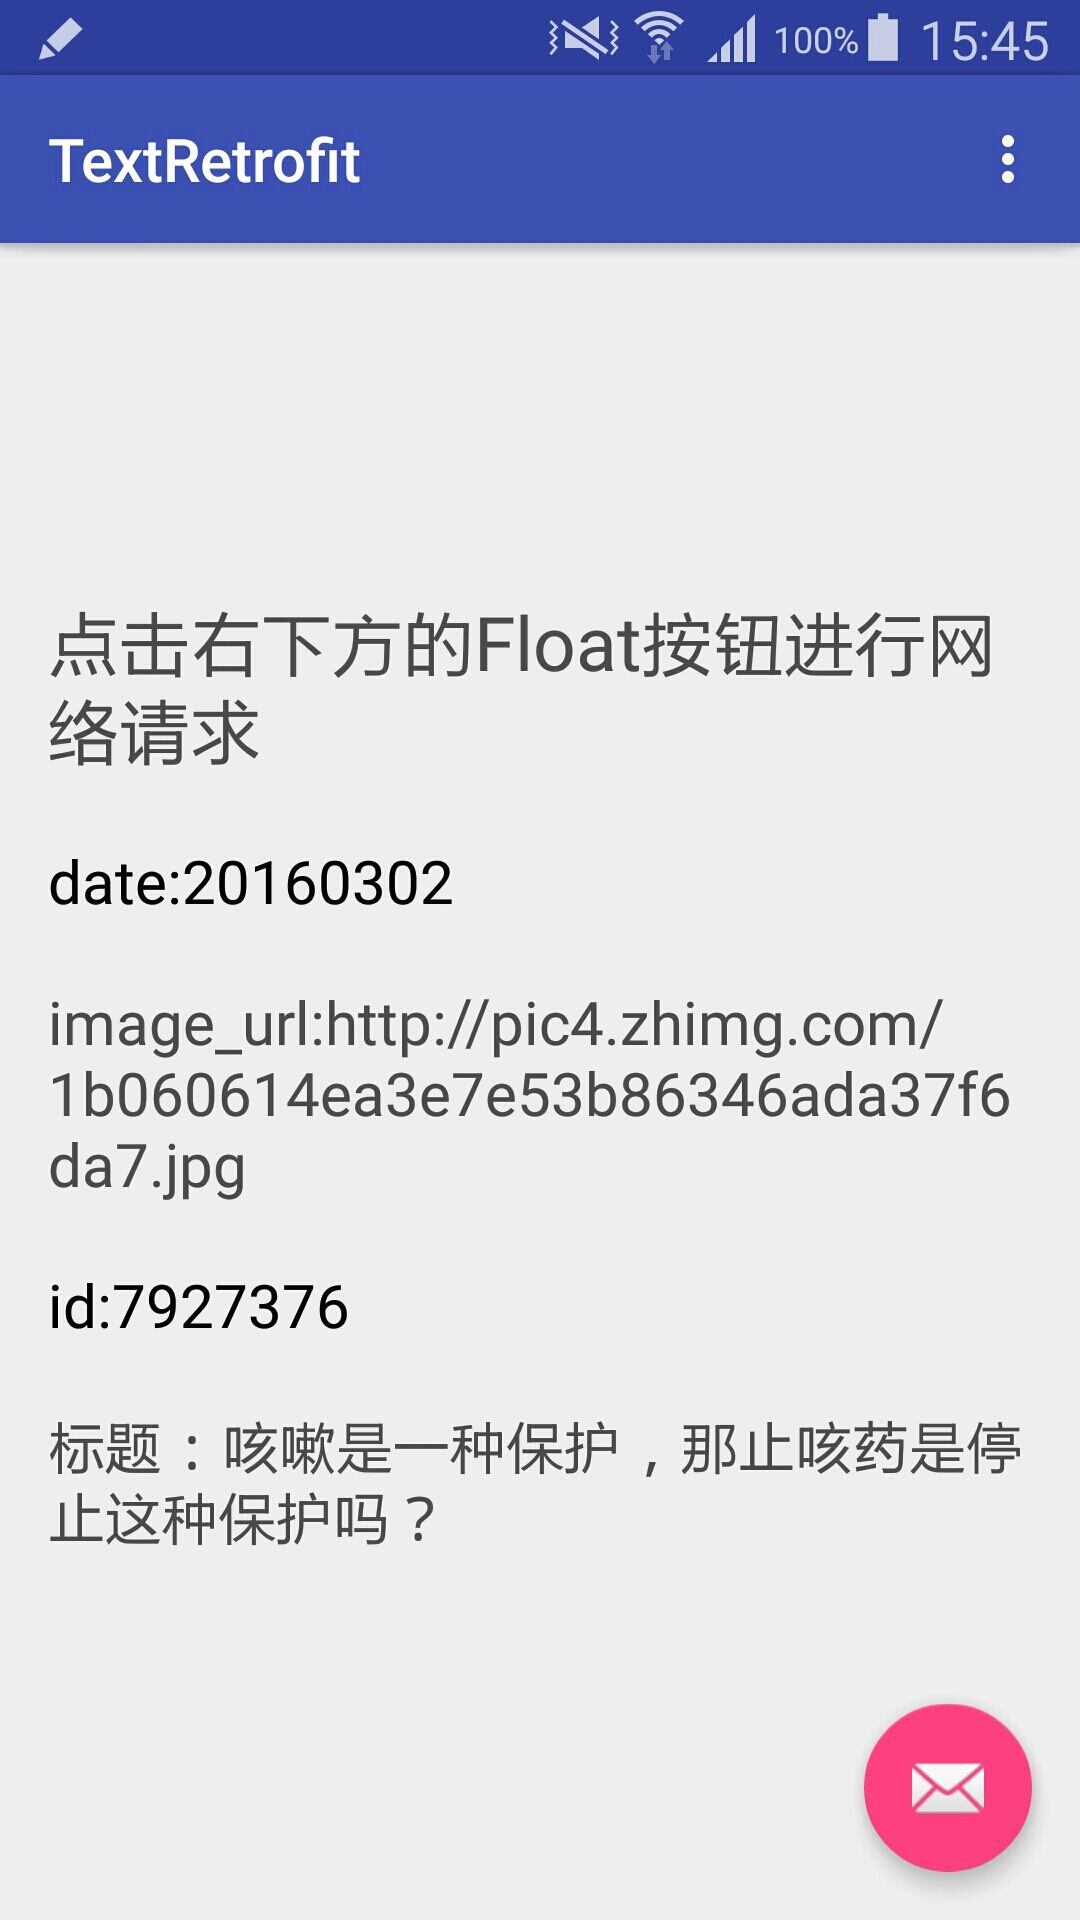 100% 15:45
TextRetrofit
点击右下方的Float按钮进行网
络请求
date:20160302
image_url:http://pic4.zhimg.com/
1b060614ea3e7e53b86346ada37f6
da7.jpg
id:7927376
标题：咳嗽是一种保护，那止咳药是停
止这种保护吗？